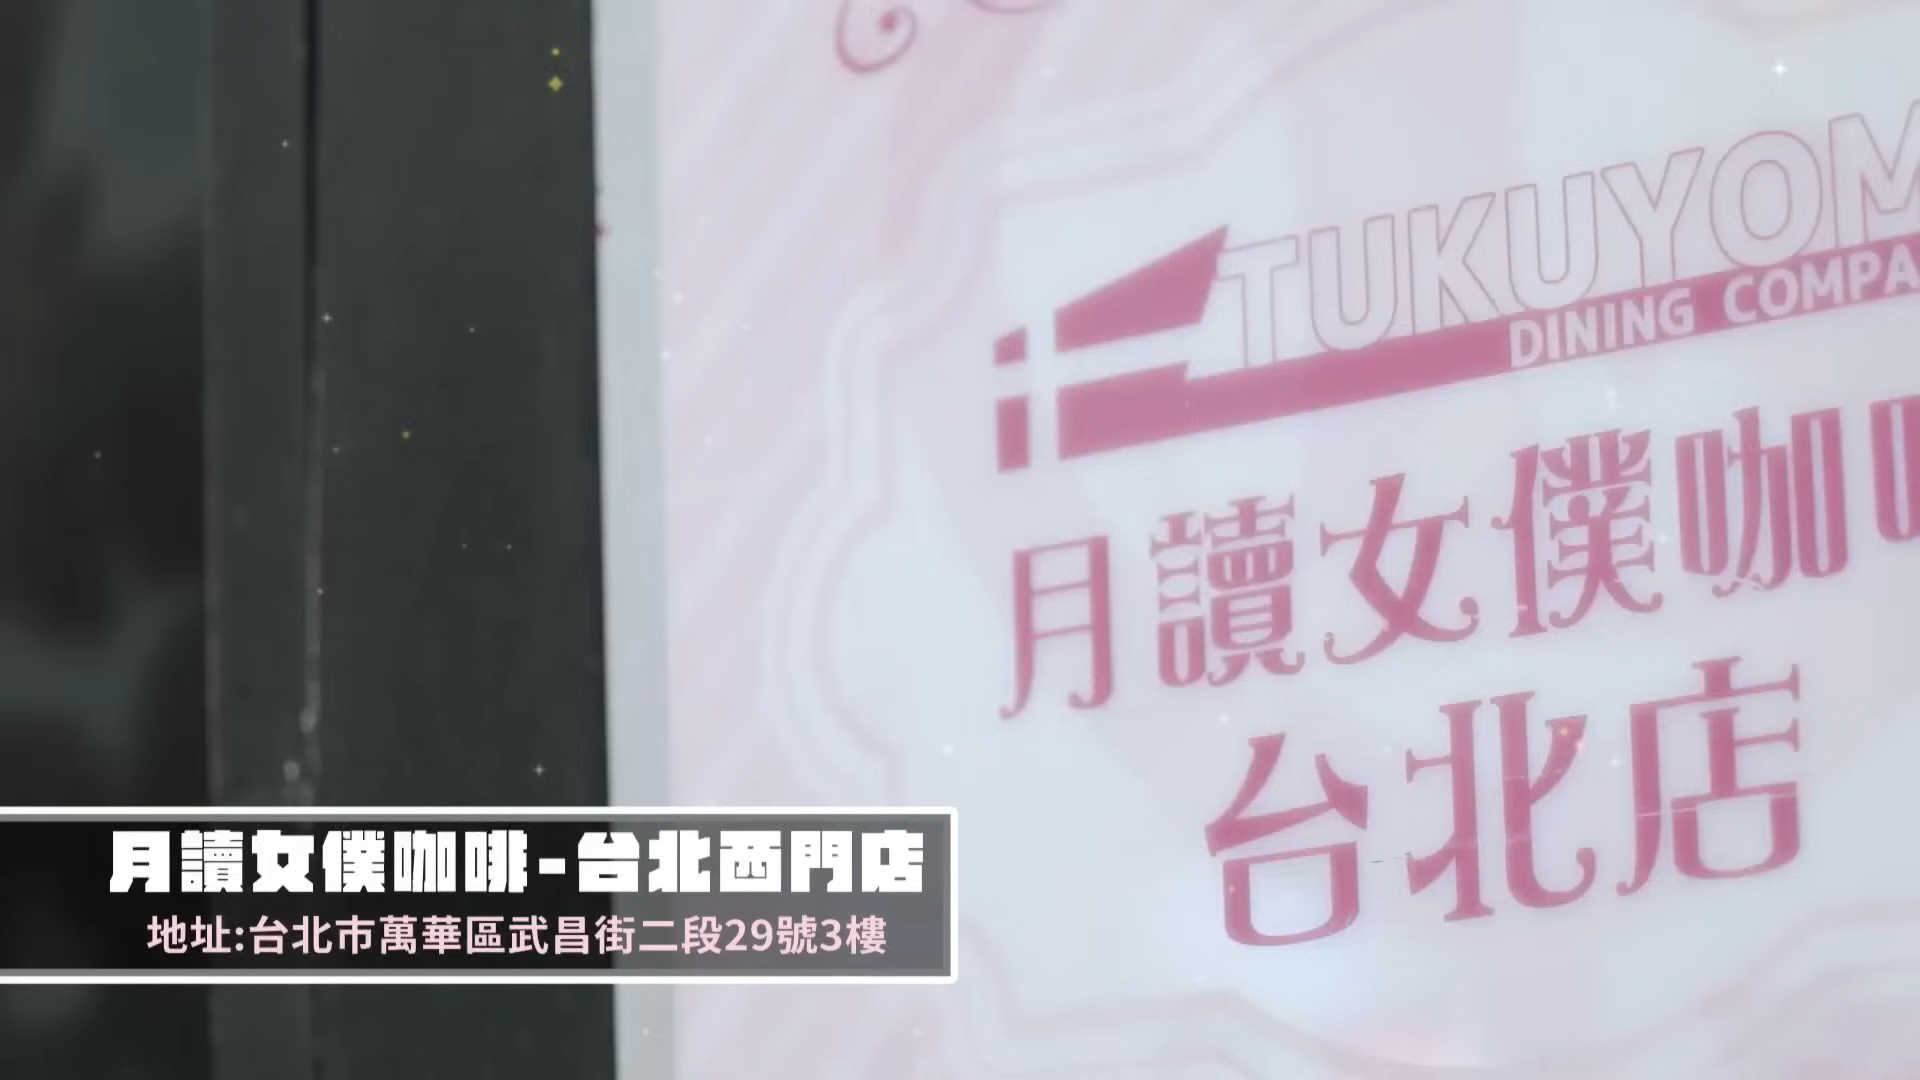 TUKUYOM
DINING COMPA
月讀女僕咖
台北店
月讀女僕咖啡-台北西門店
地址:台北市萬華區武昌街二段29號3樓